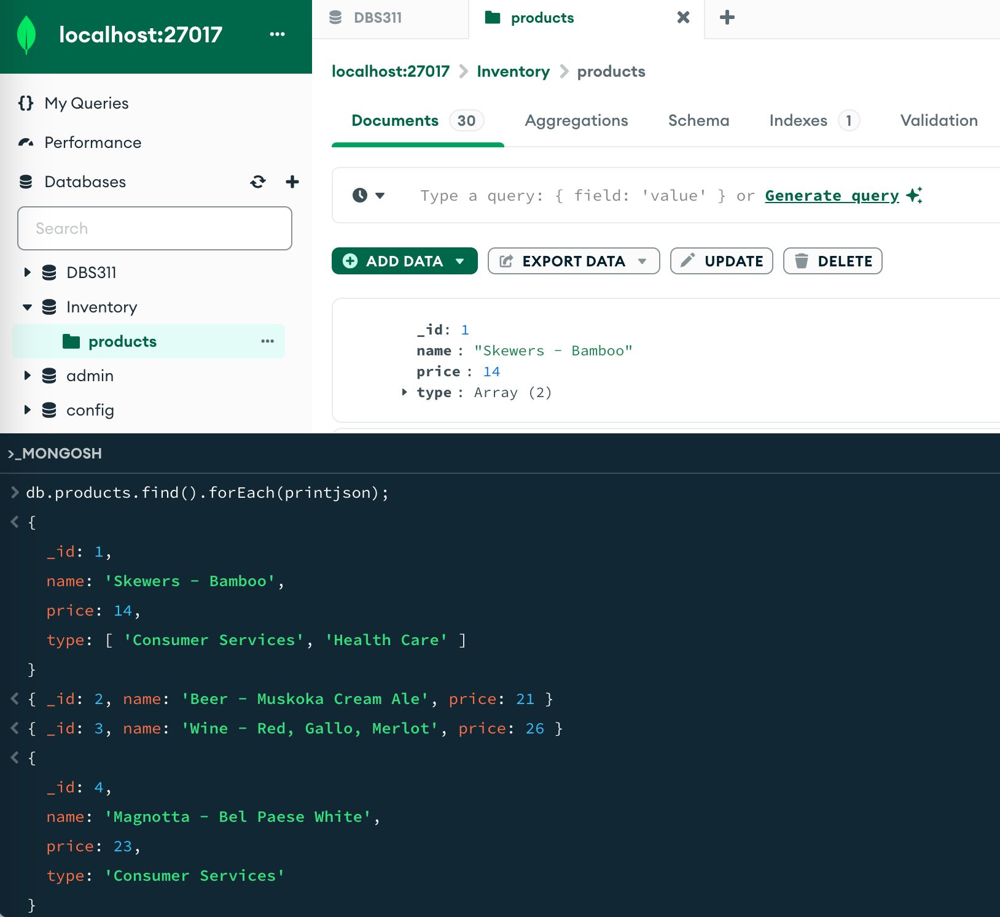 localhost:27017
My Queries
Performance
Databases
Search
DBS311
Inventory
products
admin
config
DBS311
products
localhost:27017 > Inventory > products
Documents 30 Aggregations Schema Indexes 1 Validation
Type a query: { field: 'value' } or Generate query
ADD DATA EXPORT DATA UPDATE DELETE
_id: 1
name : "Skewers - Bamboo"
price : 14
type : Array (2)
>_MONGOSH
> db.products.find().forEach(printjson);
< {
_id: 1,
name: 'Skewers - Bamboo',
price: 14,
type: [ 'Consumer Services', 'Health Care' ]
}
< { _id: 2, name: 'Beer - Muskoka Cream Ale', price: 21 }
< { _id: 3, name: 'Wine - Red, Gallo, Merlot', price: 26 }
< {
_id: 4,
name: 'Magnotta - Bel Paese White',
price: 23,
type: 'Consumer Services'
}